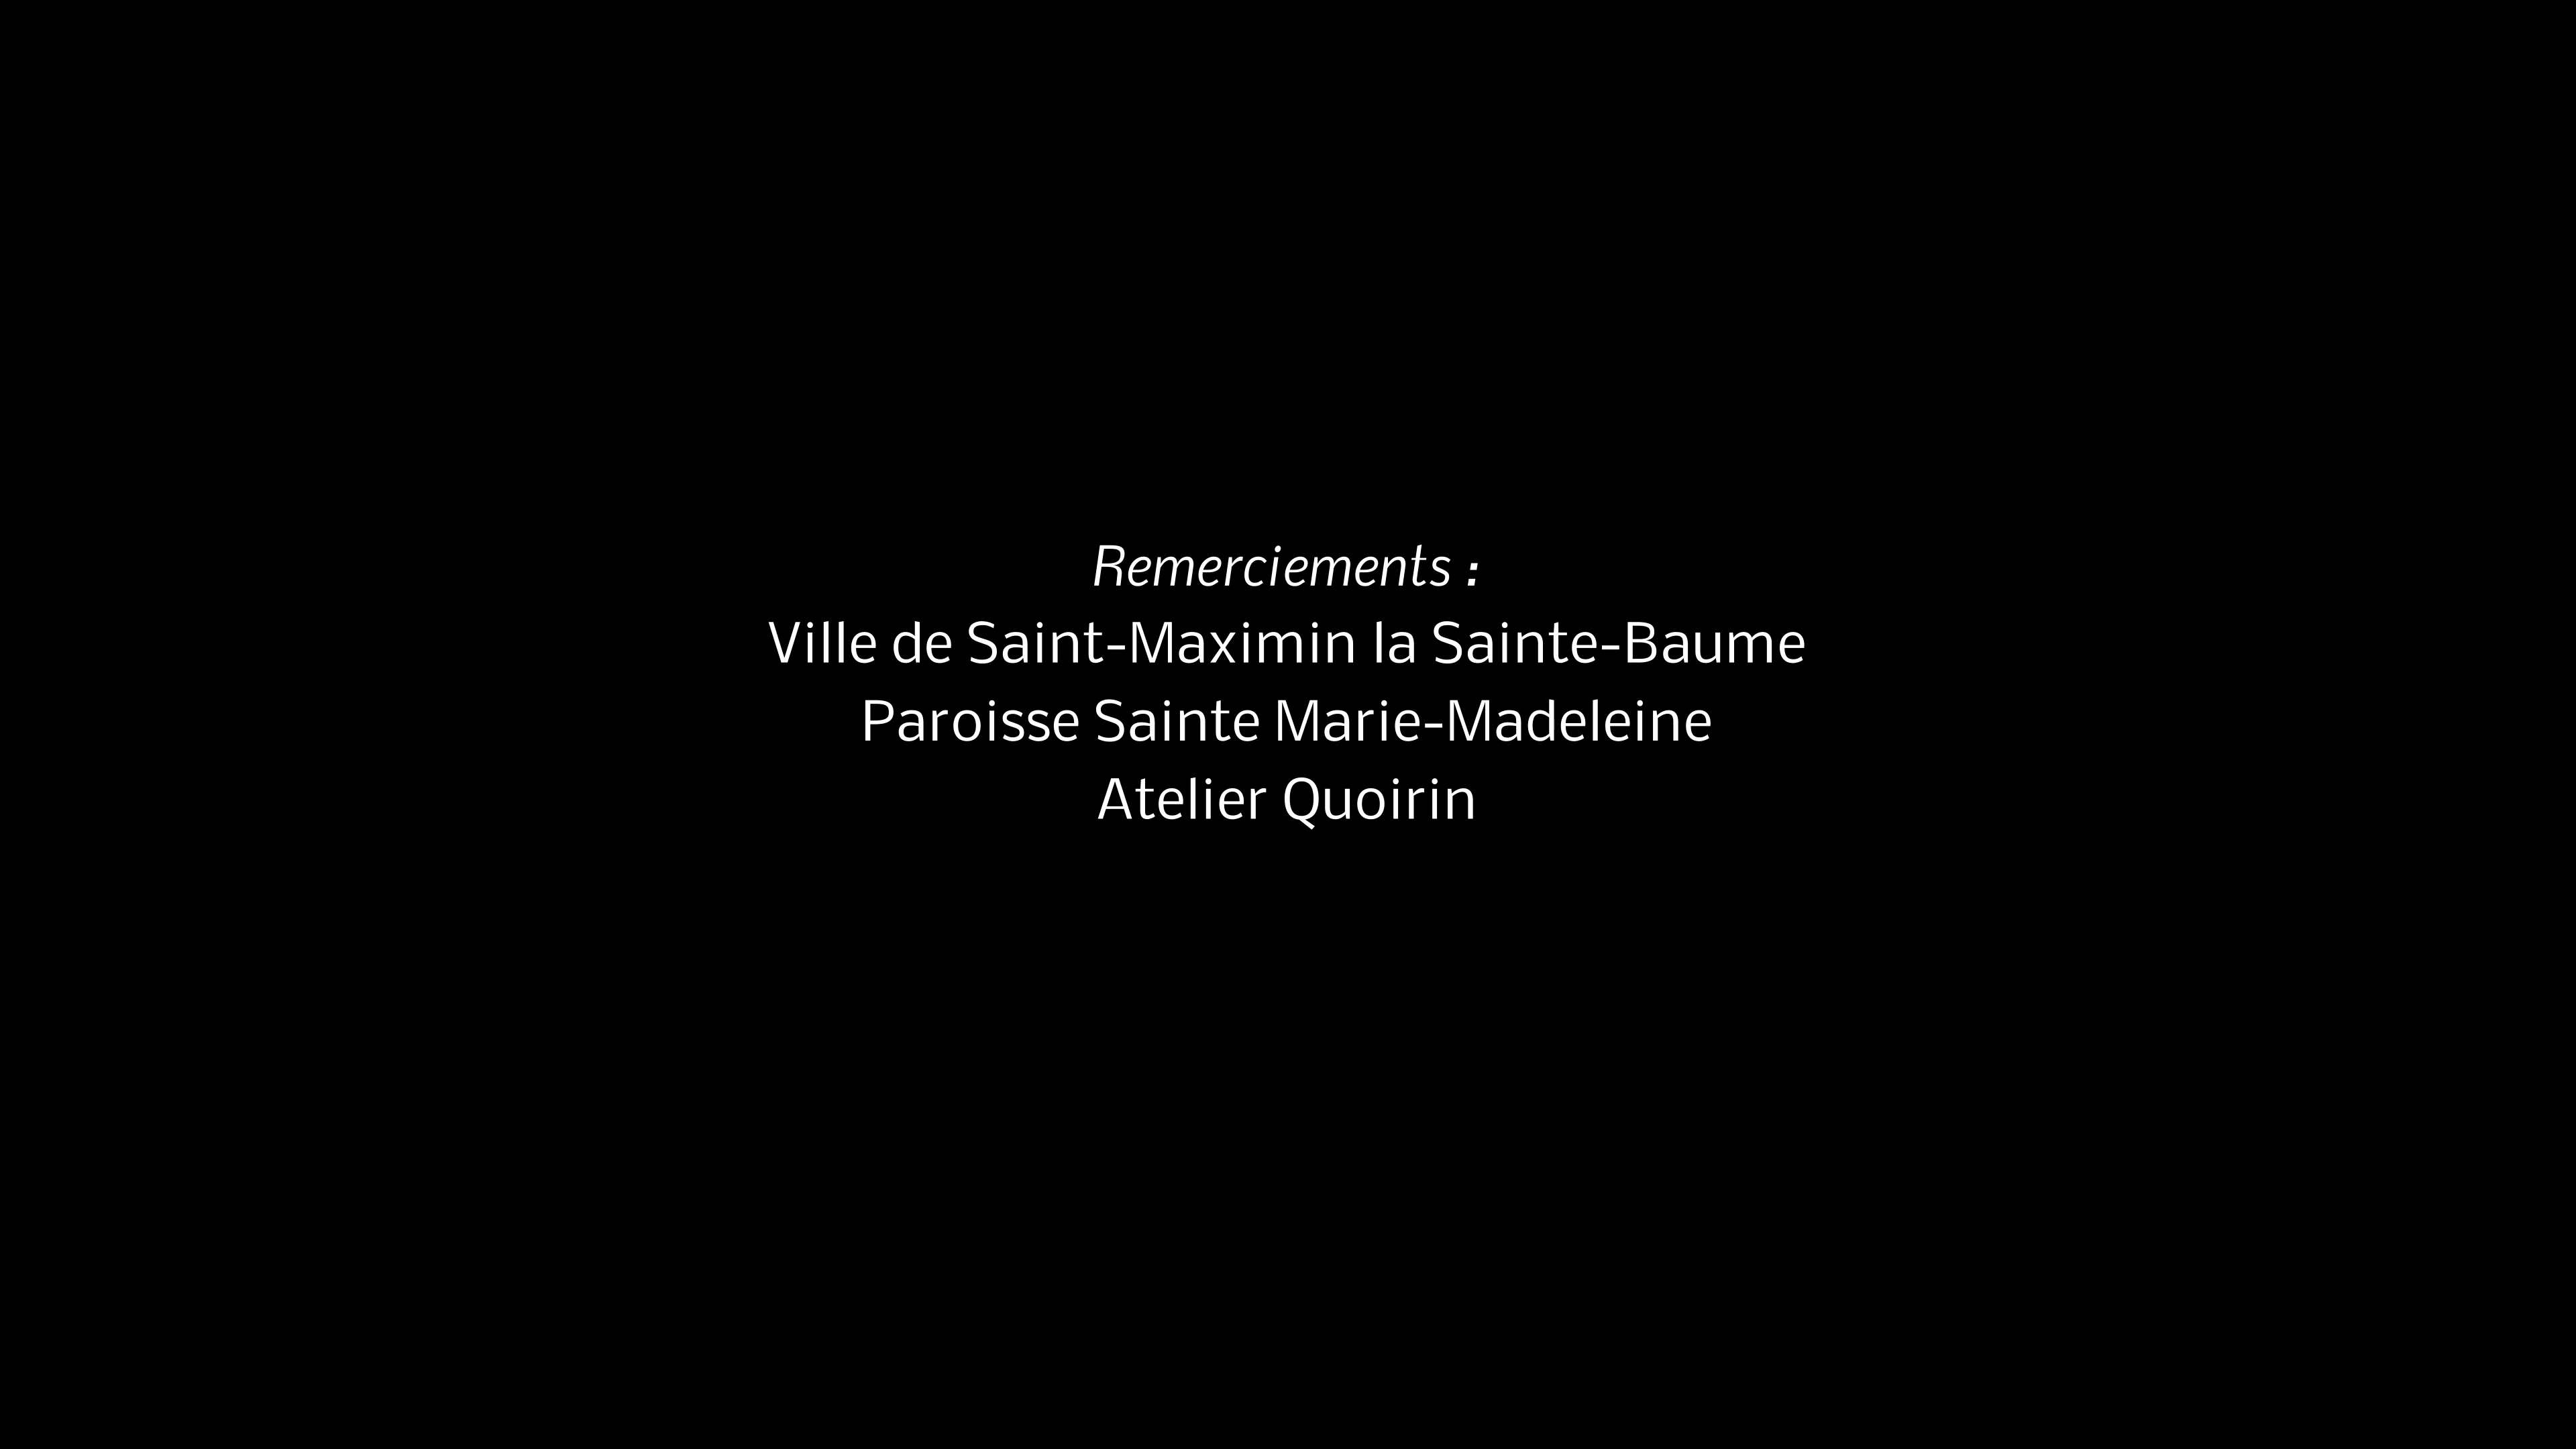 Remerciements :
Ville de Saint-Maximin la Sainte-Baume
Paroisse Sainte Marie-Madeleine
Atelier Quoirin